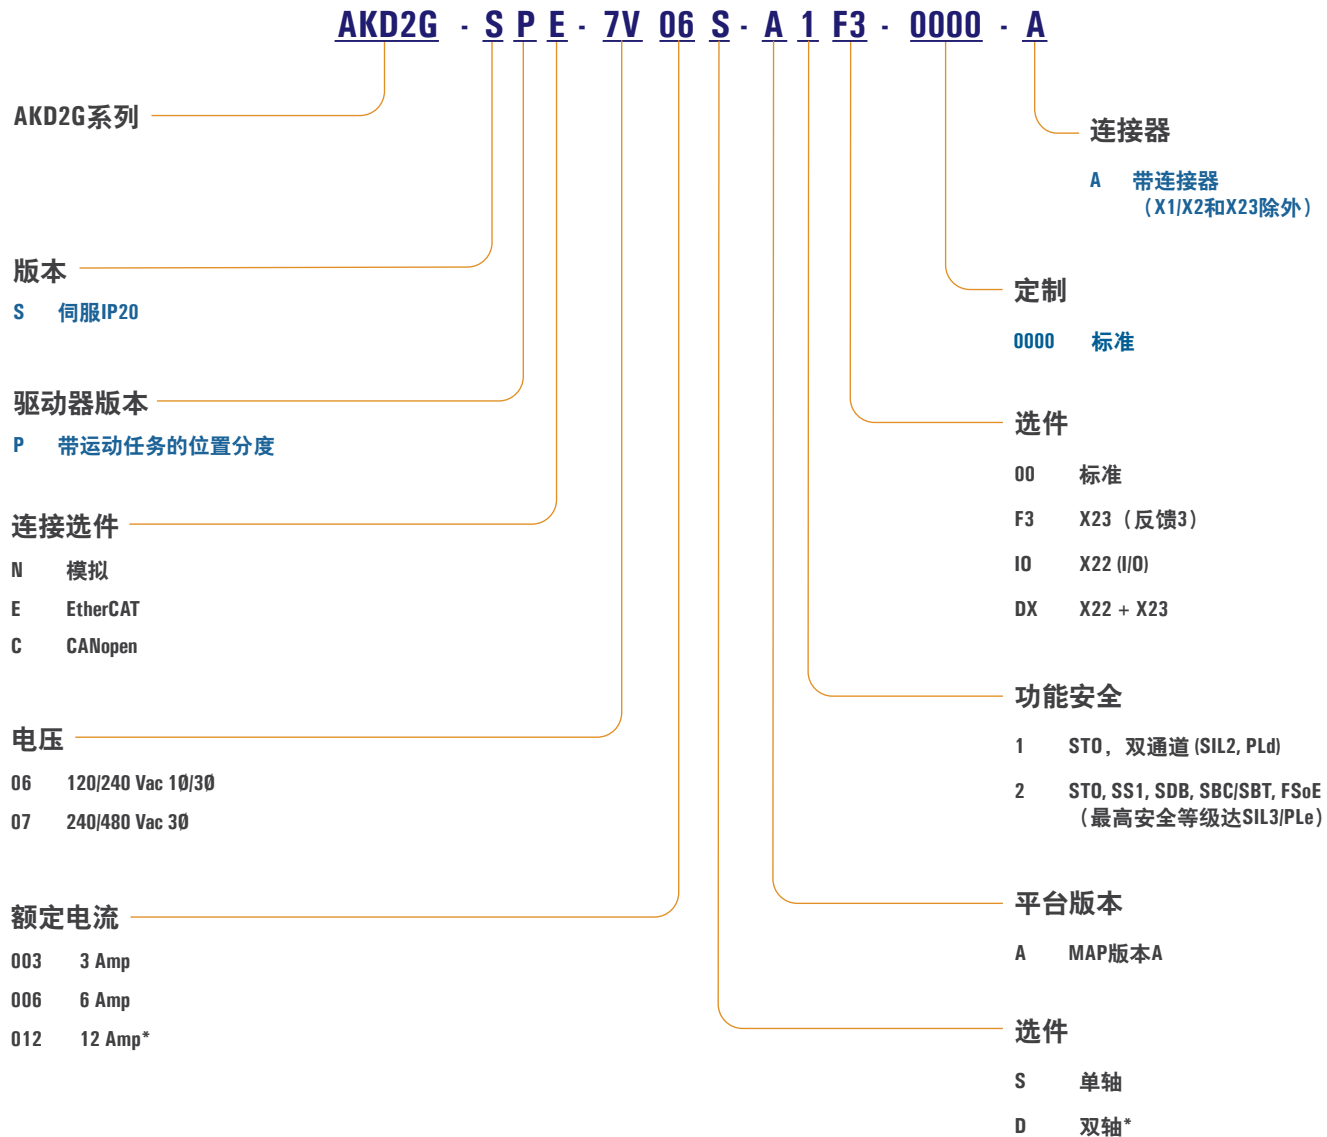 AKD2G - S P E - 7V 06 S - A 1 F3 - 0000 - A
AKD2G系列
版本
S 伺服IP20
驱动器版本
P 带运动任务的位置分度
连接选件
N 模拟
E EtherCAT
C CANopen
电压
06 120/240 Vac 1Ø/3Ø
07 240/480 Vac 3Ø
额定电流
003 3 Amp
006 6 Amp
012 12 Amp*
连接器
A 带连接器
（X1/X2和X23除外）
定制
0000 标准
选件
00 标准
F3 X23（反馈3）
IO X22 (I/O)
DX X22 + X23
功能安全
1 STO，双通道 (SIL2, PLd)
2 STO, SS1, SDB, SBC/SBT, FSoE
（最高安全等级达SIL3/PLe）
平台版本
A MAP版本A
选件
S 单轴
D 双轴*